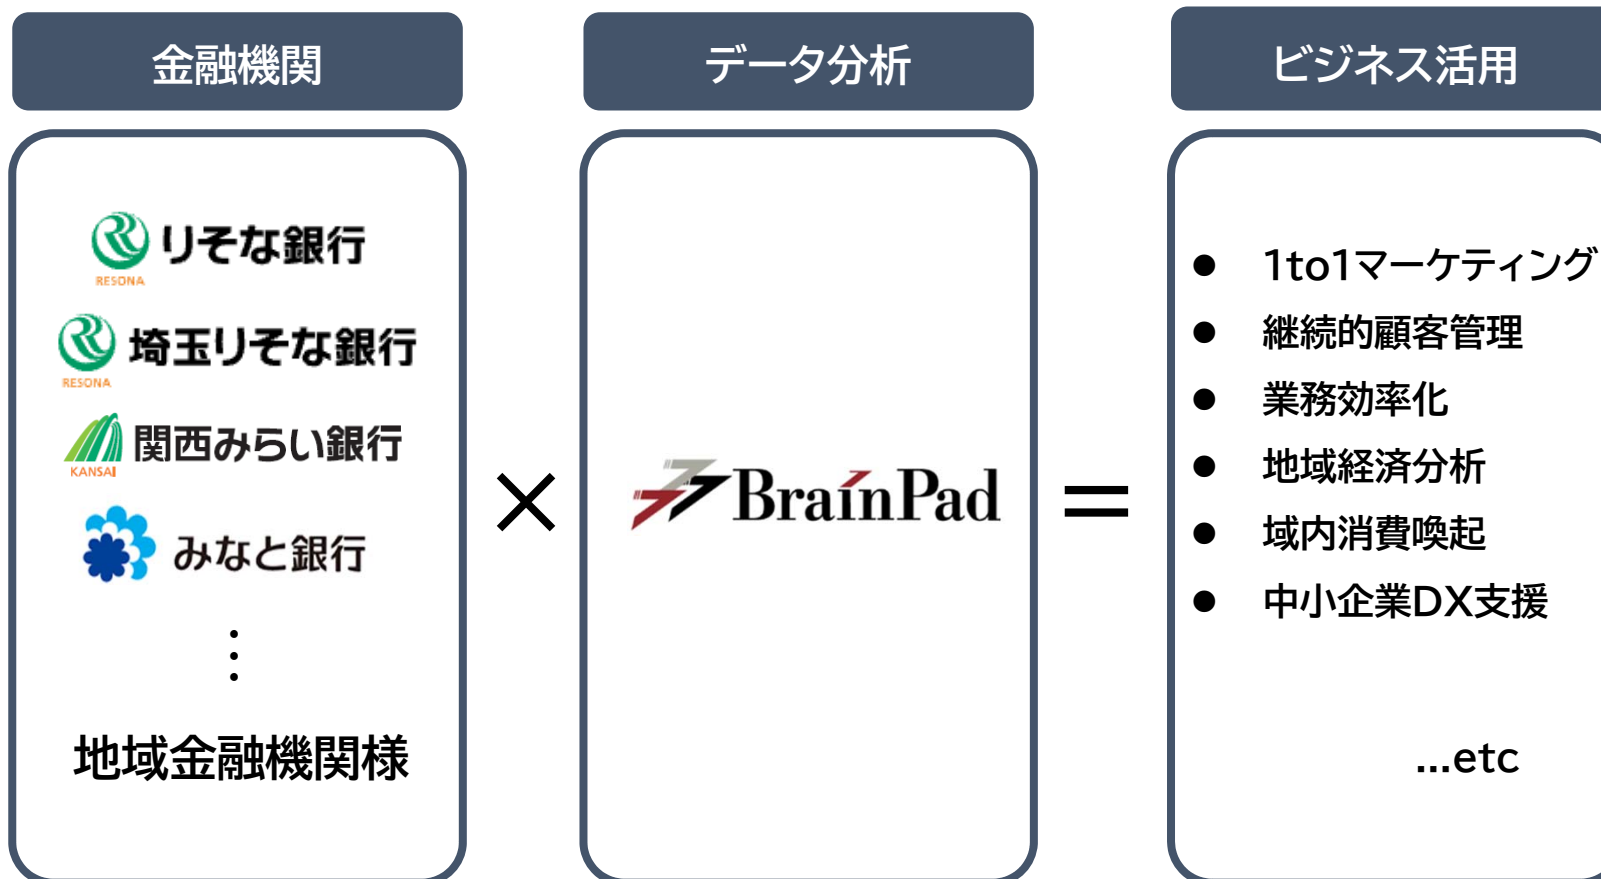 金融機関
りそな銀行
RESONA
埼玉りそな銀行
RESONA
関西みらい銀行
KANSAI
みなと銀行
⋮
地域金融機関様
×
データ分析
BrainPad
=
ビジネス活用
● 1to1マーケティング
● 継続的顧客管理
● 業務効率化
● 地域経済分析
● 域内消費喚起
● 中小企業DX支援
...etc